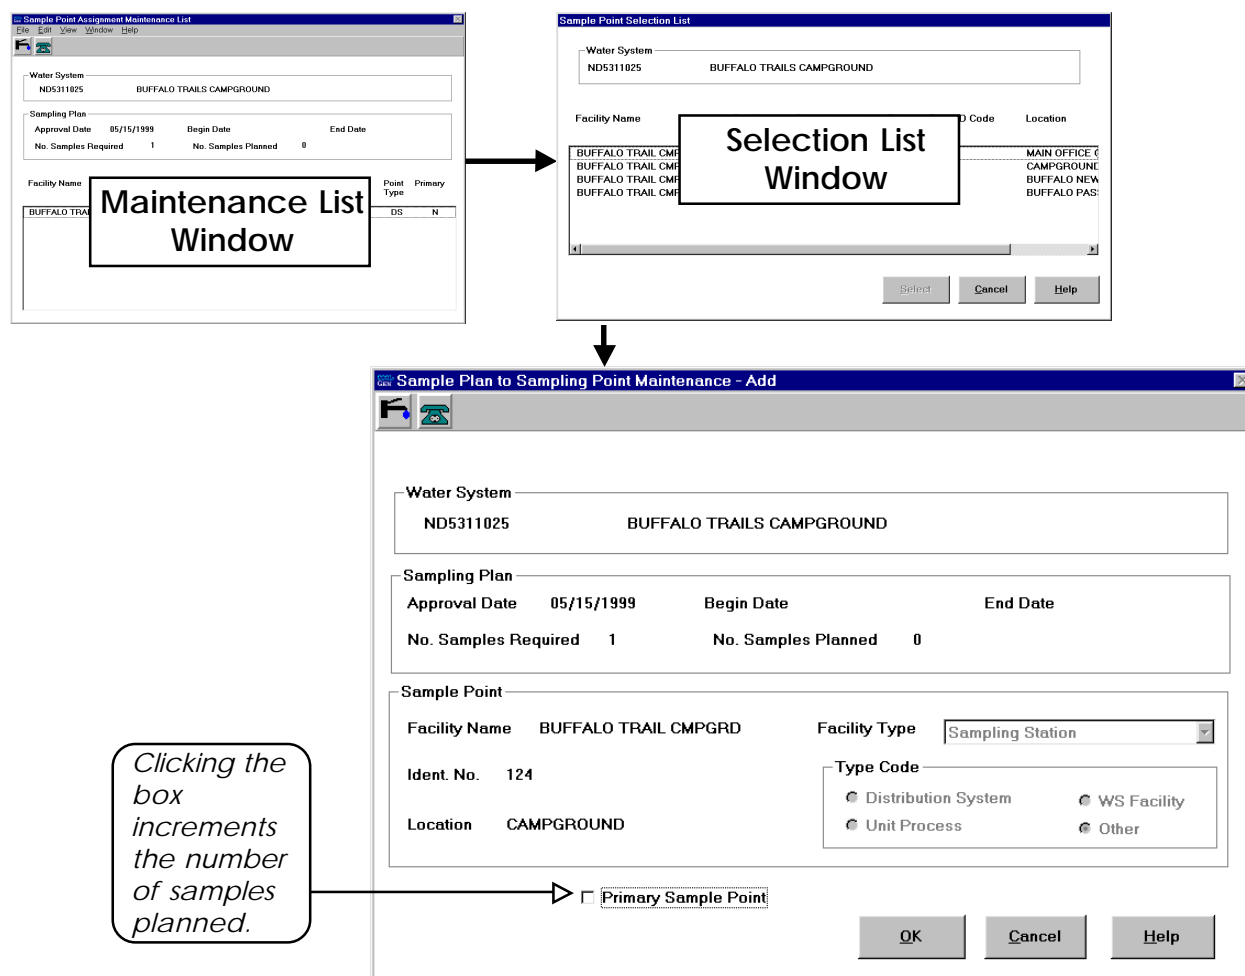 Sample Point Assignment Maintenance List
File Edit View Window Help
Water System
ND5311025 BUFFALO TRAILS CAMPGROUND
Sampling Plan
Approval Date 05/15/1999 Begin Date End Date
No. Samples Required 1 No. Samples Planned 0
Facility Name Point Type Primary
BUFFALO TRAI DS N
Maintenance List
Window
Sample Point Selection List
Water System
ND5311025 BUFFALO TRAILS CAMPGROUND
Facility Name Code Location
BUFFALO TRAIL CMP MAIN OFFICE
BUFFALO TRAIL CMP CAMPGROUND
BUFFALO TRAIL CMP BUFFALO NEW
BUFFALO TRAIL CMP BUFFALO PAS
Selection List
Window
Select Cancel Help
Sample Plan to Sampling Point Maintenance - Add
Water System
ND5311025 BUFFALO TRAILS CAMPGROUND
Sampling Plan
Approval Date 05/15/1999 Begin Date End Date
No. Samples Required 1 No. Samples Planned 0
Sample Point
Facility Name BUFFALO TRAIL CMPGRD Facility Type Sampling Station
Ident. No. 124
Location CAMPGROUND
Type Code
Distribution System WS Facility
Unit Process Other
Primary Sample Point
OK Cancel Help
Clicking the
box
increments
the number
of samples
planned.